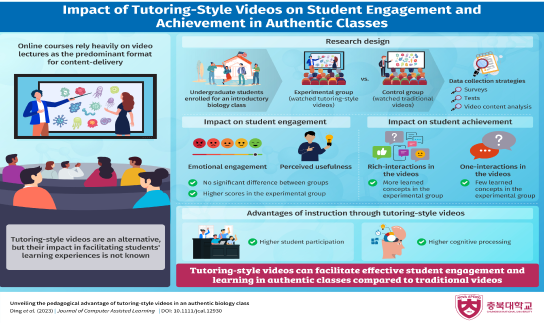 Impact of Tutoring-Style Videos on Student Engagement and
Achievement in Authentic Classes
Online courses rely heavily on video
lectures as the predominant format
for content-delivery
Tutoring-style videos are an alternative,
but their impact in facilitating students'
learning experiences is not known
Research design
Undergraduate students
enrolled for an introductory
biology class
Experimental group
(watched tutoring-style
videos)
vs.
Control group
(watched traditional
videos)
Data collection strategies
Surveys
Tests
Video content analysis
Impact on student engagement
Emotional engagement
Perceived usefulness
No significant difference between groups
Higher scores in the experimental group
Impact on student achievement
Rich-interactions in
the videos
More learned
concepts in the
experimental group
One-interactions in
the videos
Few learned
concepts in the
experimental group
Advantages of instruction through tutoring-style videos
Higher student participation
Higher cognitive processing
Tutoring-style videos can facilitate effective student engagement and
learning in authentic classes compared to traditional videos
Unveiling the pedagogical advantage of tutoring-style videos in an authentic biology class
Ding et al. (2023) | Journal of Computer Assisted Learning | DOI: 10.1111/jcal.12930
충북대학교
CHUNGBUK NATIONAL UNIVERSITY